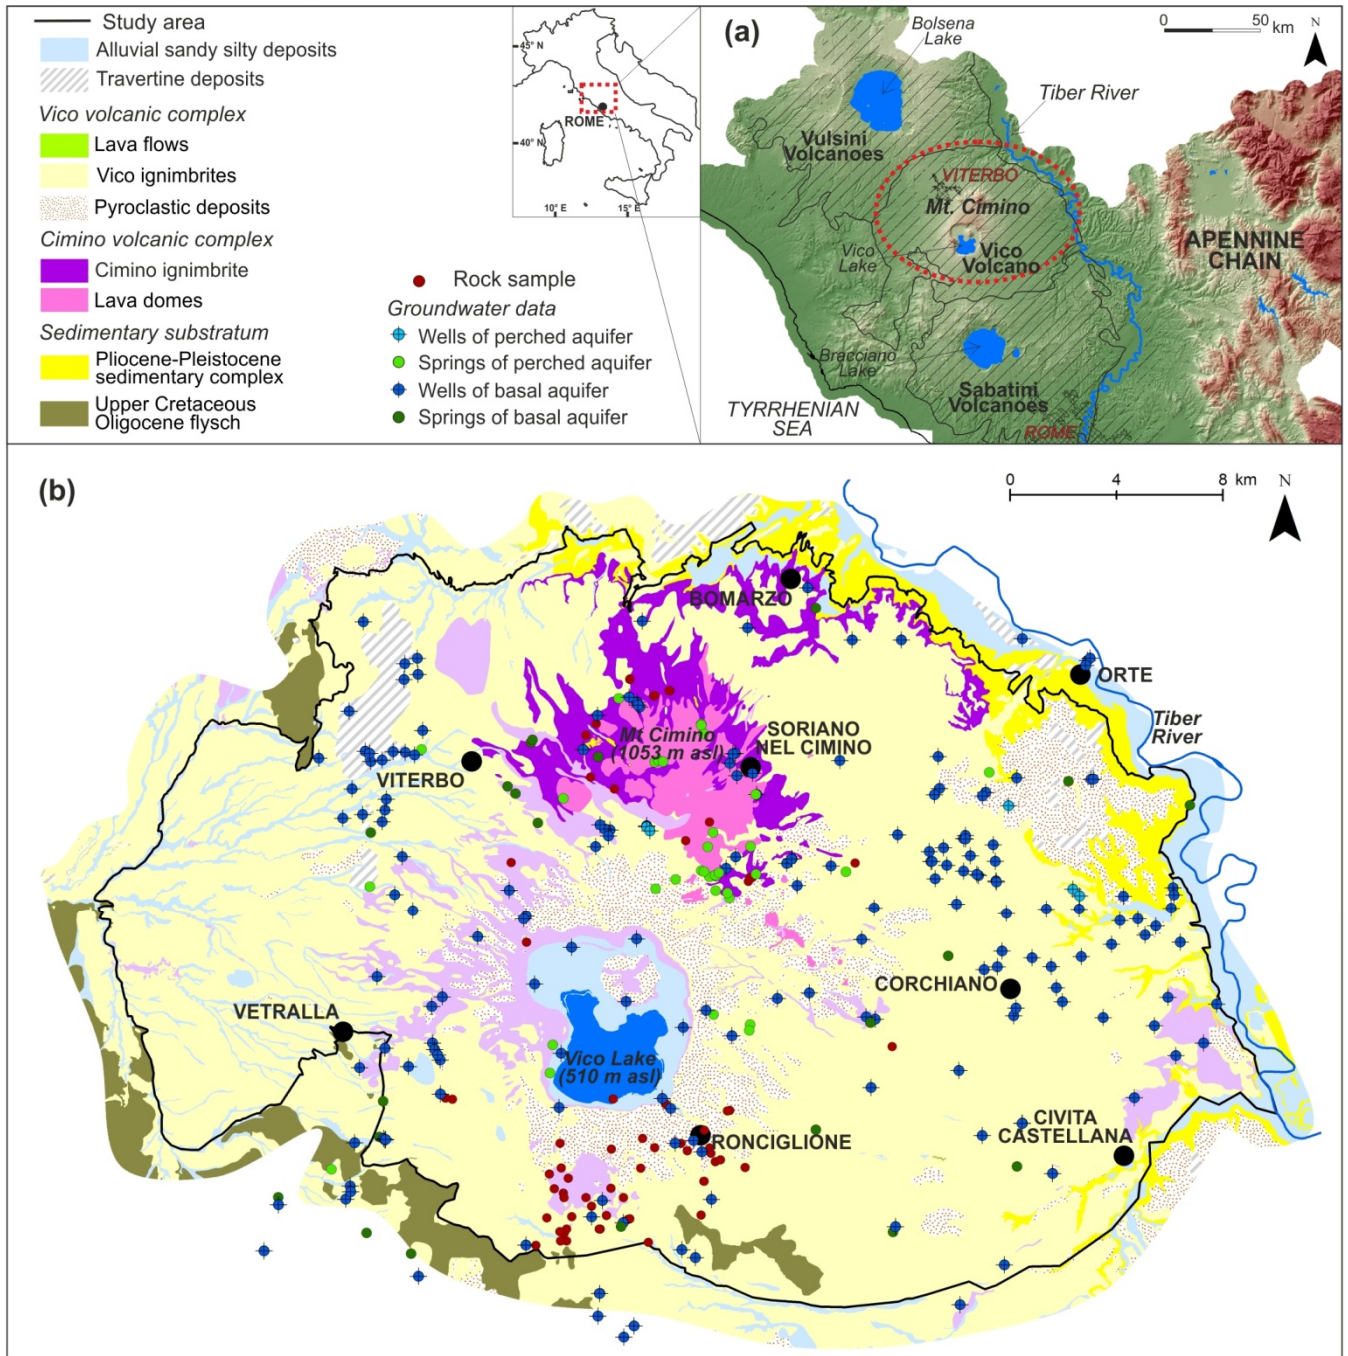 Study area
Alluvial sandy silty deposits
Travertine deposits
Vico volcanic complex
Lava flows
Vico ignimbrites
Pyroclastic deposits
Cimino volcanic complex
Cimino ignimbrite
Lava domes
Sedimentary substratum
Pliocene-Pleistocene
sedimentary complex
Upper Cretaceous
Oligocene flysch
Rock sample
Groundwater data
Wells of perched aquifer
Springs of perched aquifer
Wells of basal aquifer
Springs of basal aquifer
45° N
ROME
40° N
10° E
15° E
(a)
Bolsena
Lake
0 50 km
N
Tiber River
Vulsini
Volcanoes
VITERBO
Mt. Cimino
Vico
Lake
Vico
Volcano
APENNINE
CHAIN
Bracciano
Lake
Sabatini
Volcanoes
TYRRHENIAN
SEA
ROME
(b)
0 4 8 km
N
BOMARZO
ORTE
Tiber
River
SORIANO
NEL CIMINO
Mt Cimino
(1053 m asl)
VITERBO
CORCHIANO
VETRALLA
Vico Lake
(510 m asl)
CIVITA
CASTELLANA
RONCIGLIONE